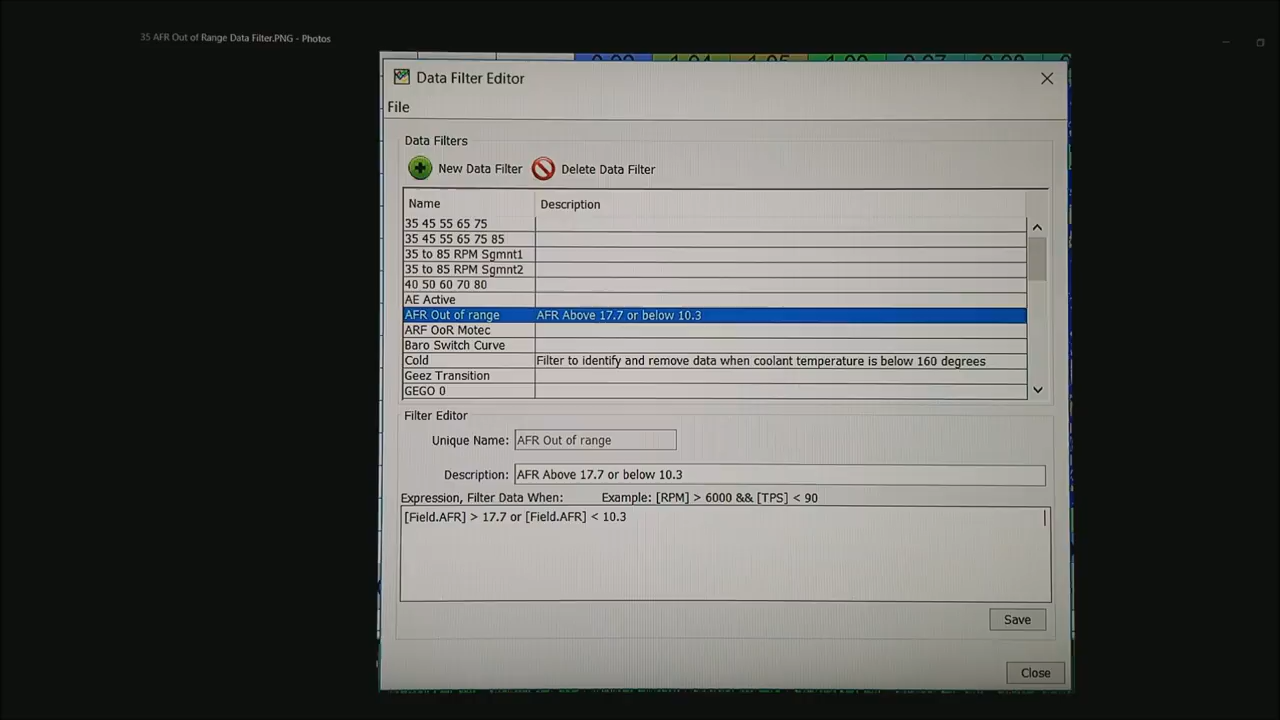 35 AFR Out of Range Data Filter.PNG - Photos
Data Filter Editor
File
Data Filters
New Data Filter Delete Data Filter
Name Description
35 45 55 65 75
35 45 55 65 75 85
35 to 85 RPM Sgmnt1
35 to 85 RPM Sgmnt2
40 50 60 70 80
AE Active
AFR Out of range AFR Above 17.7 or below 10.3
ARF OoR Motec
Baro Switch Curve
Cold Filter to identify and remove data when coolant temperature is below 160 degrees
Geez Transition
GEGO 0
Filter Editor
Unique Name: AFR Out of range
Description: AFR Above 17.7 or below 10.3
Expression, Filter Data When: Example: [RPM] > 6000 && [TPS] < 90
[Field.AFR] > 17.7 or [Field.AFR] < 10.3
Save
Close